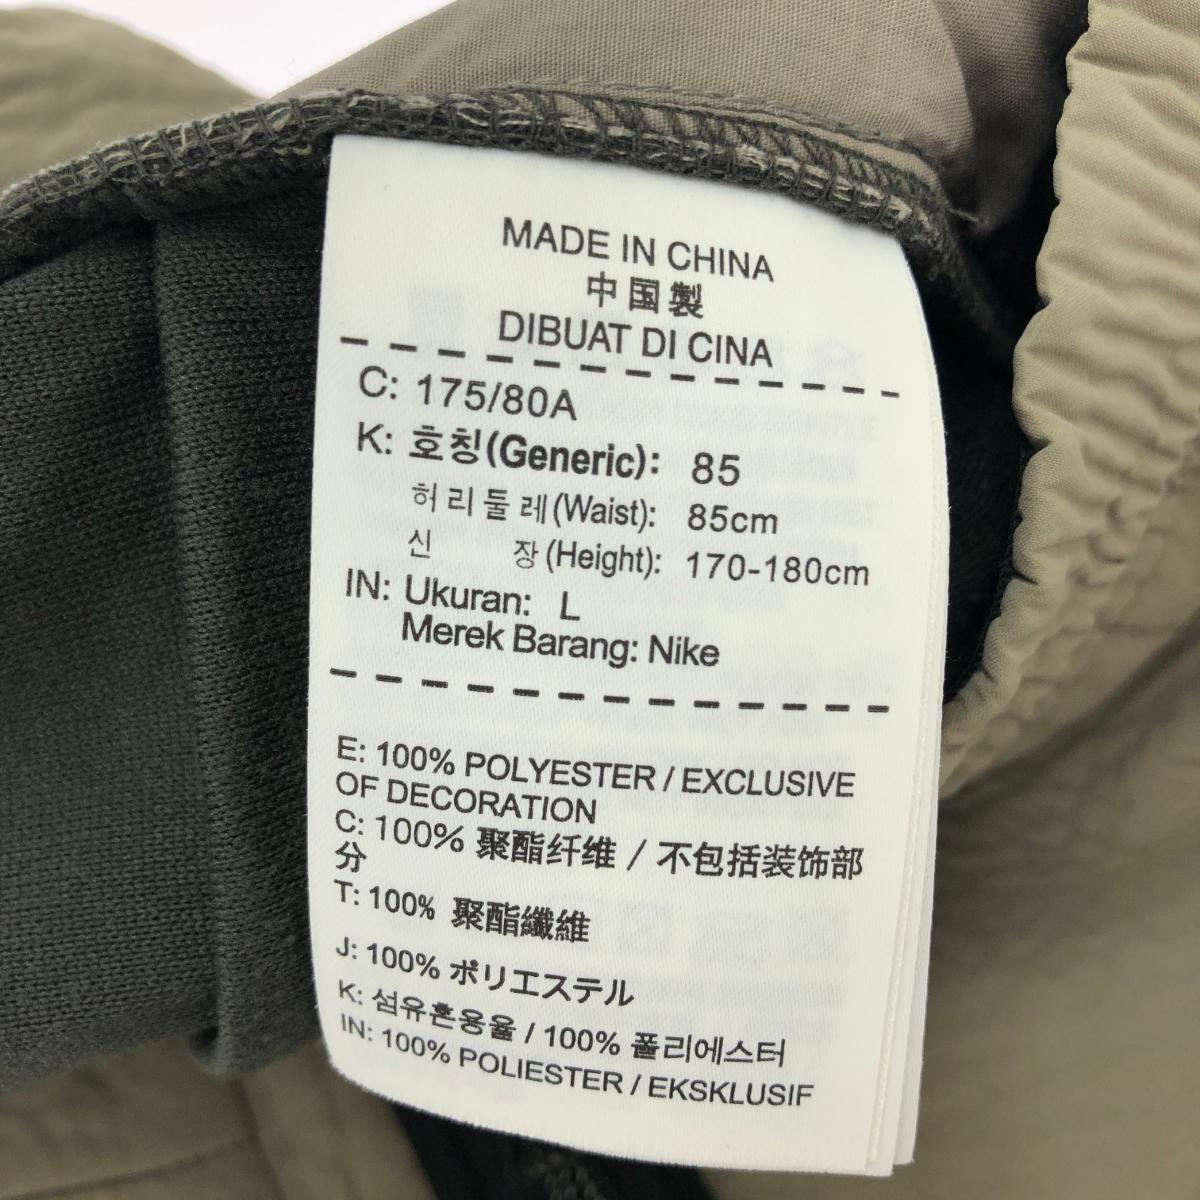 MADE IN CHINA
中国製
DIBUAT DI CINA
C: 175/80A
K: 호칭(Generic): 85
허리둘레(Waist): 85cm
신 장(Height): 170-180cm
IN: Ukuran: L
Merek Barang: Nike
E: 100% POLYESTER / EXCLUSIVE
OF DECORATION
C: 100% 聚酯纤维 / 不包括装饰部
分
T: 100% 聚酯纖維
J: 100% ポリエステル
K: 섬유혼용율 / 100% 폴리에스터
IN: 100% POLIESTER / EKSKLUSIF